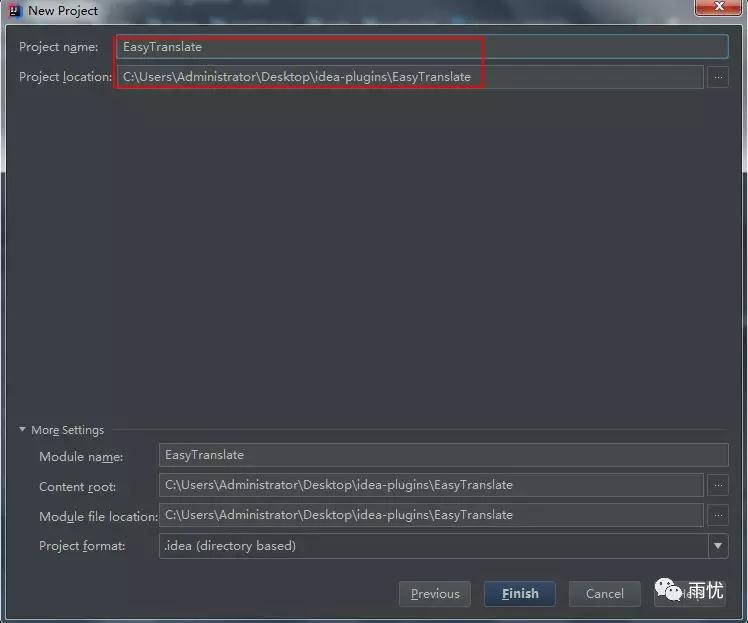 New Project
Project name: EasyTranslate
Project location: C:\Users\Administrator\Desktop\idea-plugins\EasyTranslate ...
More Settings
Module name: EasyTranslate
Content root: C:\Users\Administrator\Desktop\idea-plugins\EasyTranslate ...
Module file location: C:\Users\Administrator\Desktop\idea-plugins\EasyTranslate ...
Project format: .idea (directory based)
Previous Finish Cancel 雨忧